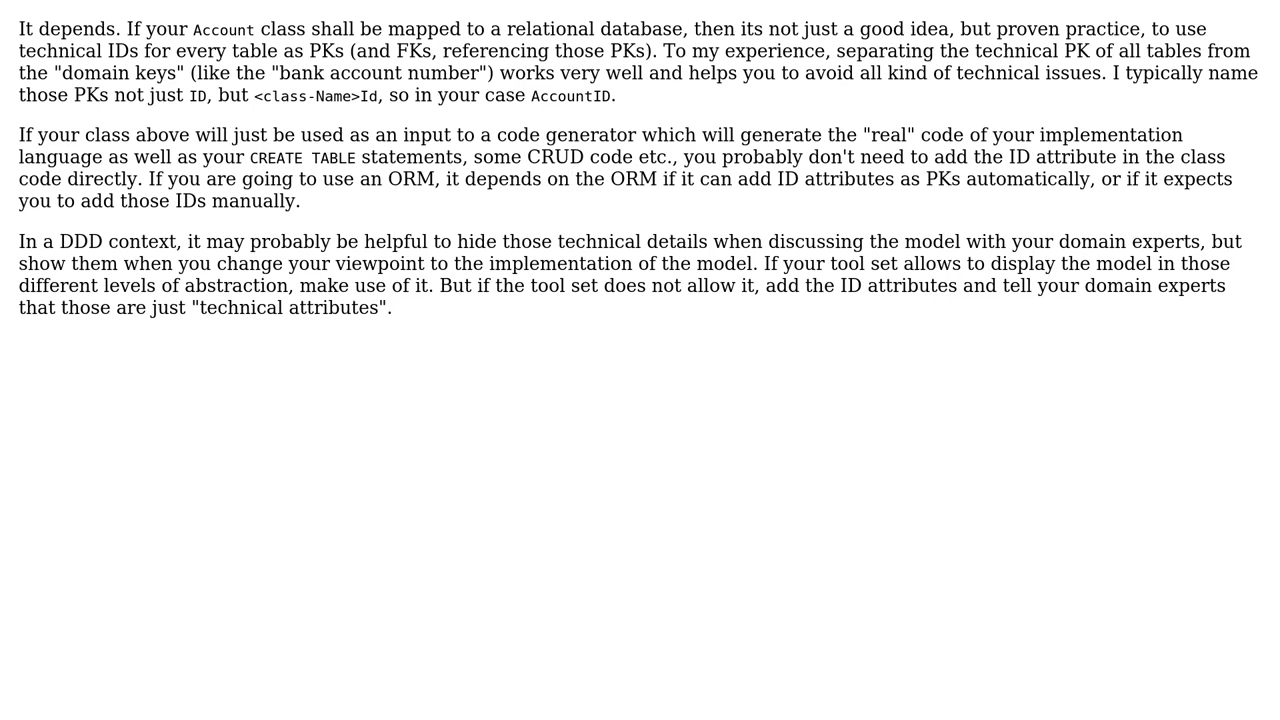 It depends. If your Account class shall be mapped to a relational database, then its not just a good idea, but proven practice, to use
technical IDs for every table as PKs (and FKs, referencing those PKs). To my experience, separating the technical PK of all tables from
the "domain keys" (like the "bank account number") works very well and helps you to avoid all kind of technical issues. I typically name
those PKs not just ID, but <class-Name>Id, so in your case AccountID.
If your class above will just be used as an input to a code generator which will generate the "real" code of your implementation
language as well as your CREATE TABLE statements, some CRUD code etc., you probably don't need to add the ID attribute in the class
code directly. If you are going to use an ORM, it depends on the ORM if it can add ID attributes as PKs automatically, or if it expects
you to add those IDs manually.
In a DDD context, it may probably be helpful to hide those technical details when discussing the model with your domain experts, but
show them when you change your viewpoint to the implementation of the model. If your tool set allows to display the model in those
different levels of abstraction, make use of it. But if the tool set does not allow it, add the ID attributes and tell your domain experts
that those are just "technical attributes".